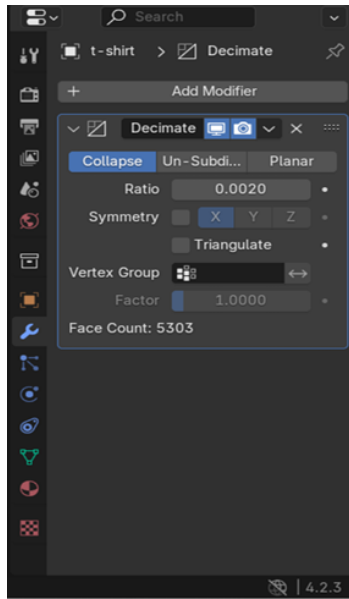 Search
t-shirt > Decimate
+ Add Modifier
Decimate
Collapse Un-Subdi... Planar
Ratio 0.0020
Symmetry X Y Z
Triangulate
Vertex Group
Factor 1.0000
Face Count: 5303
4.2.3